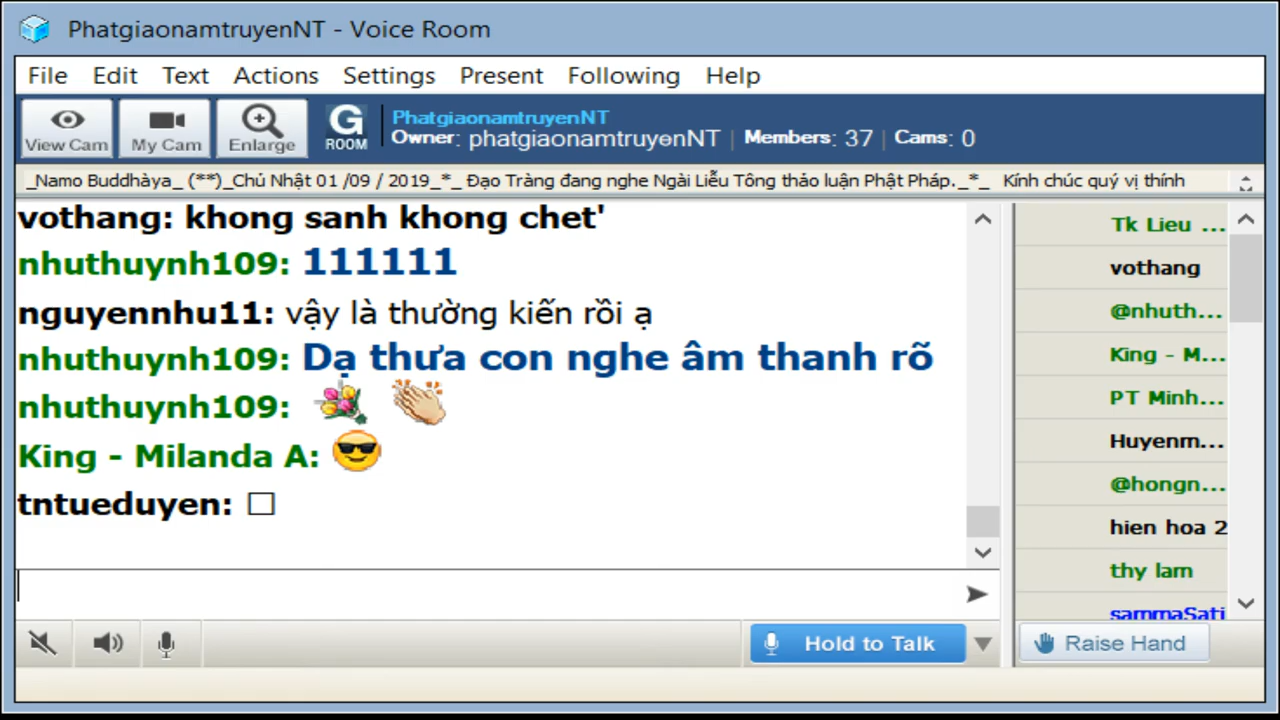 PhatgiaonamtruyenNT - Voice Room
File Edit Text Actions Settings Present Following Help
View Cam My Cam Enlarge G ROOM
PhatgiaonamtruyenNT
Owner: phatgiaonamtruyenNT | Members: 37 | Cams: 0
_Namo Buddhàya_ (**)_Chủ Nhật 01 /09 / 2019_*_ Đạo Tràng đang nghe Ngài Liễu Tông thảo luận Phật Pháp._*_ Kính chúc quý vị thính
vothang: khong sanh khong chet'
nhuthuynh109: 111111
nguyennhu11: vậy là thường kiến rồi ạ
nhuthuynh109: Dạ thưa con nghe âm thanh rõ
nhuthuynh109:
King - Milanda A:
tntueduyen: □
Tk Lieu ...
vothang
@nhuth...
King - M...
PT Minh...
Huyenm...
@hongn...
hien hoa 2
thy lam
sammaSati
Hold to Talk
Raise Hand